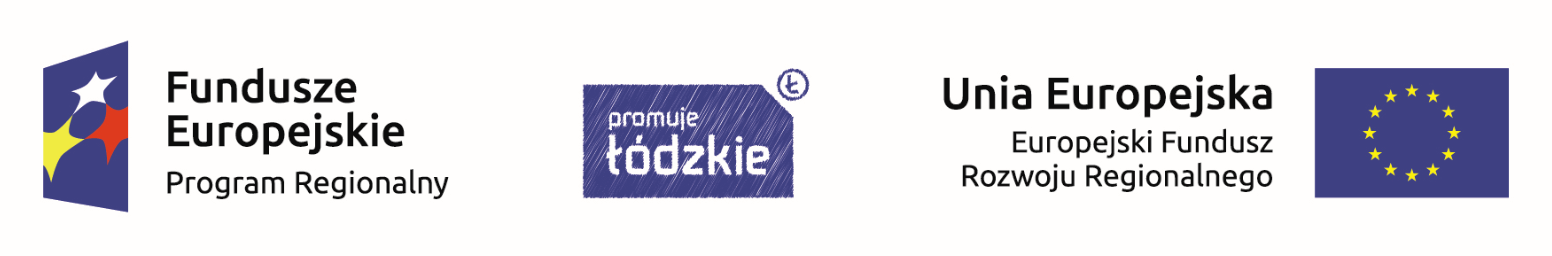 Fundusze
Europejskie
Program Regionalny
promuje
łódzkie
Ł
Unia Europejska
Europejski Fundusz
Rozwoju Regionalnego